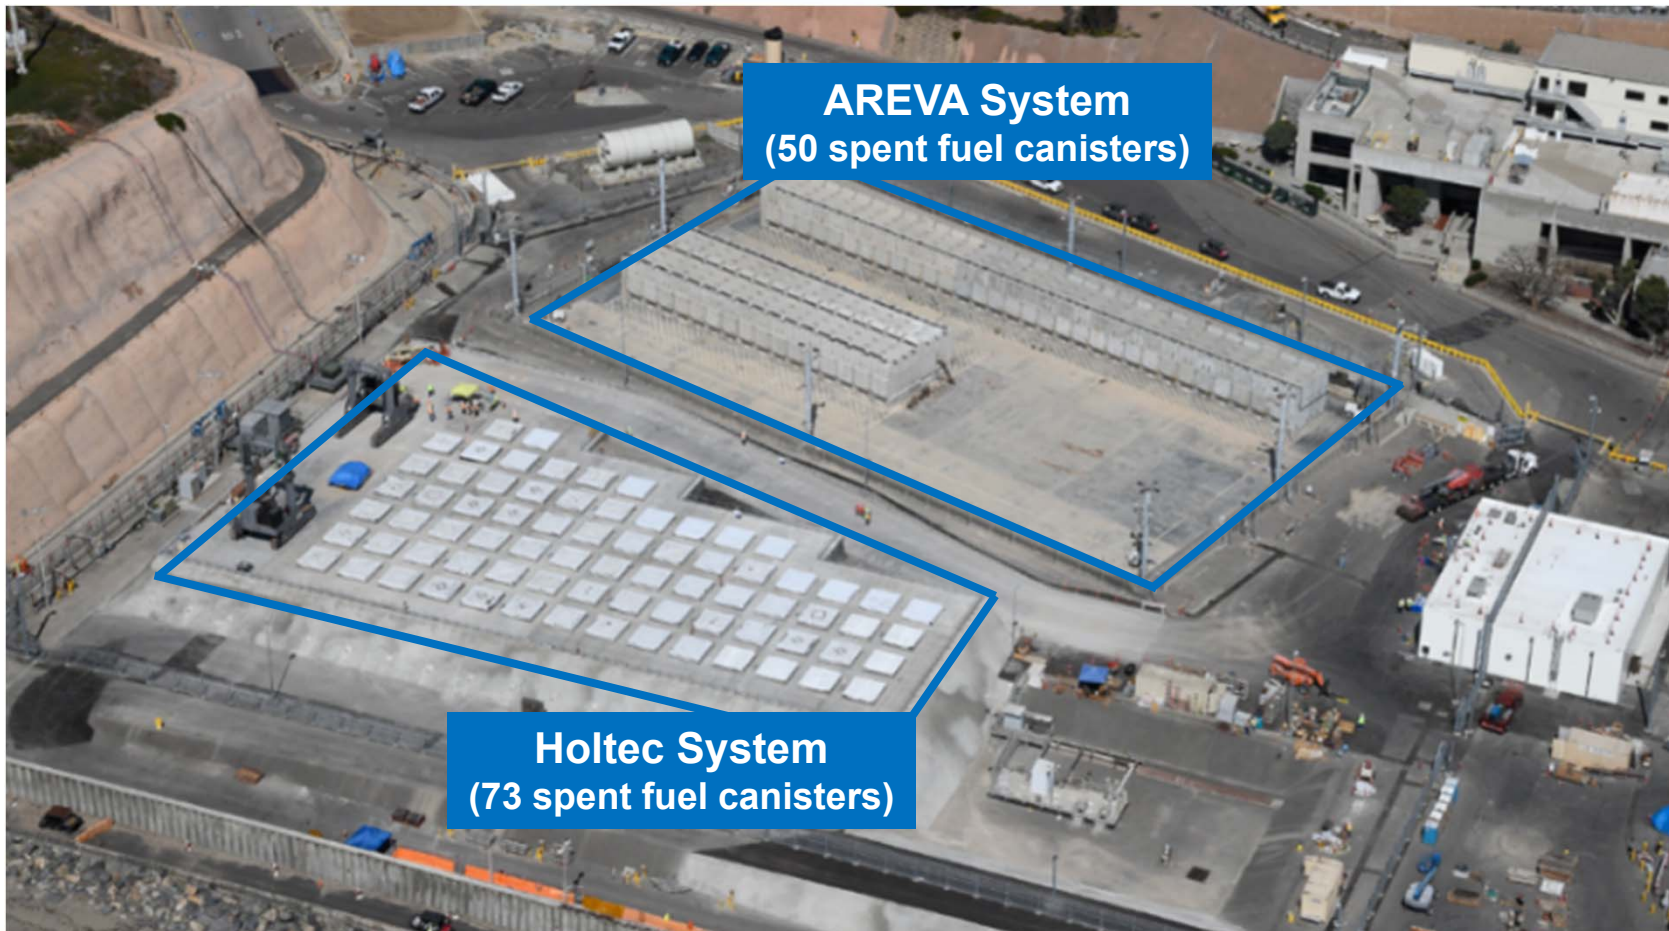 AREVA System
(50 spent fuel canisters)
Holtec System
(73 spent fuel canisters)